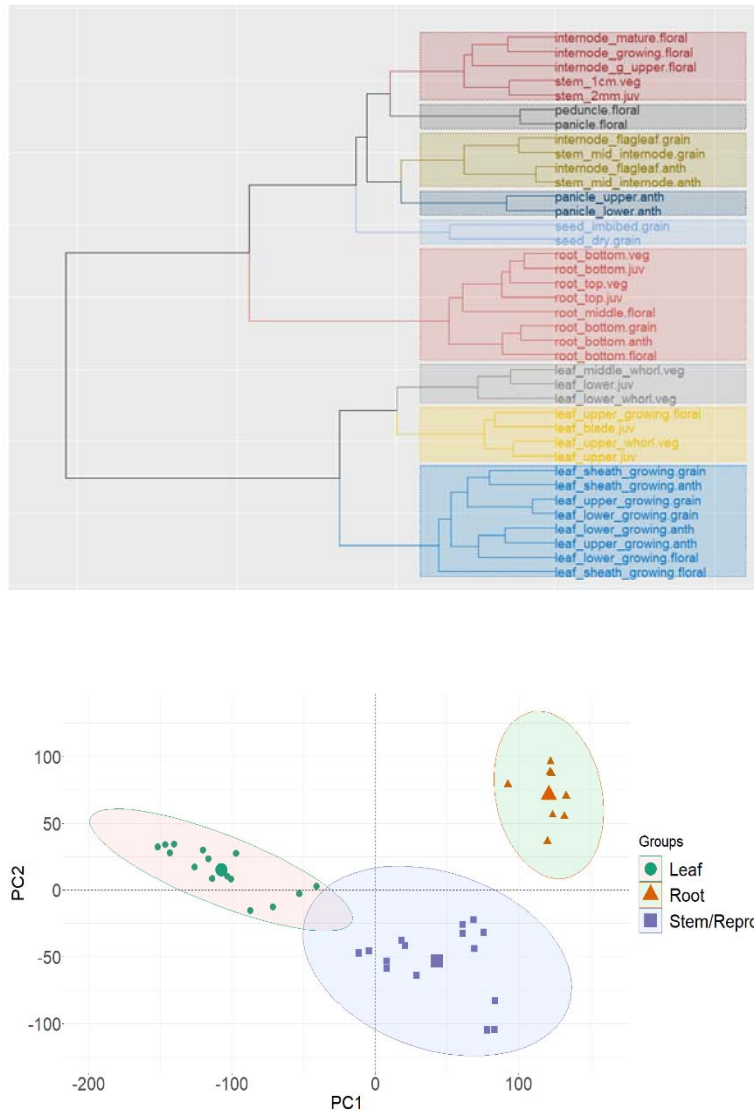 internode_mature.floral
internode_growing.floral
internode_g_upper.floral
stem_1cm.veg
stem_2mm.juv
peduncle.floral
panicle.floral
internode_flagleaf.grain
stem_mid_internode.grain
internode_flagleaf.anth
stem_mid_internode.anth
panicle_upper.anth
panicle_lower.anth
seed_imbibed.grain
seed_dry.grain
root_bottom.veg
root_bottom.juv
root_top.veg
root_top.juv
root_middle.floral
root_bottom.grain
root_bottom.anth
root_bottom.floral
leaf_middle_whorl.veg
leaf_lower.juv
leaf_lower_whorl.veg
leaf_upper_growing.floral
leaf_blade.juv
leaf_upper_whorl.veg
leaf_upper.juv
leaf_sheath_growing.grain
leaf_sheath_growing.anth
leaf_upper_growing.grain
leaf_lower_growing.grain
leaf_lower_growing.anth
leaf_upper_growing.anth
leaf_lower_growing.floral
leaf_sheath_growing.floral
100
50
0
-50
-100
PC2
-200
-100
0
100
PC1
Groups
Leaf
Root
Stem/Repro